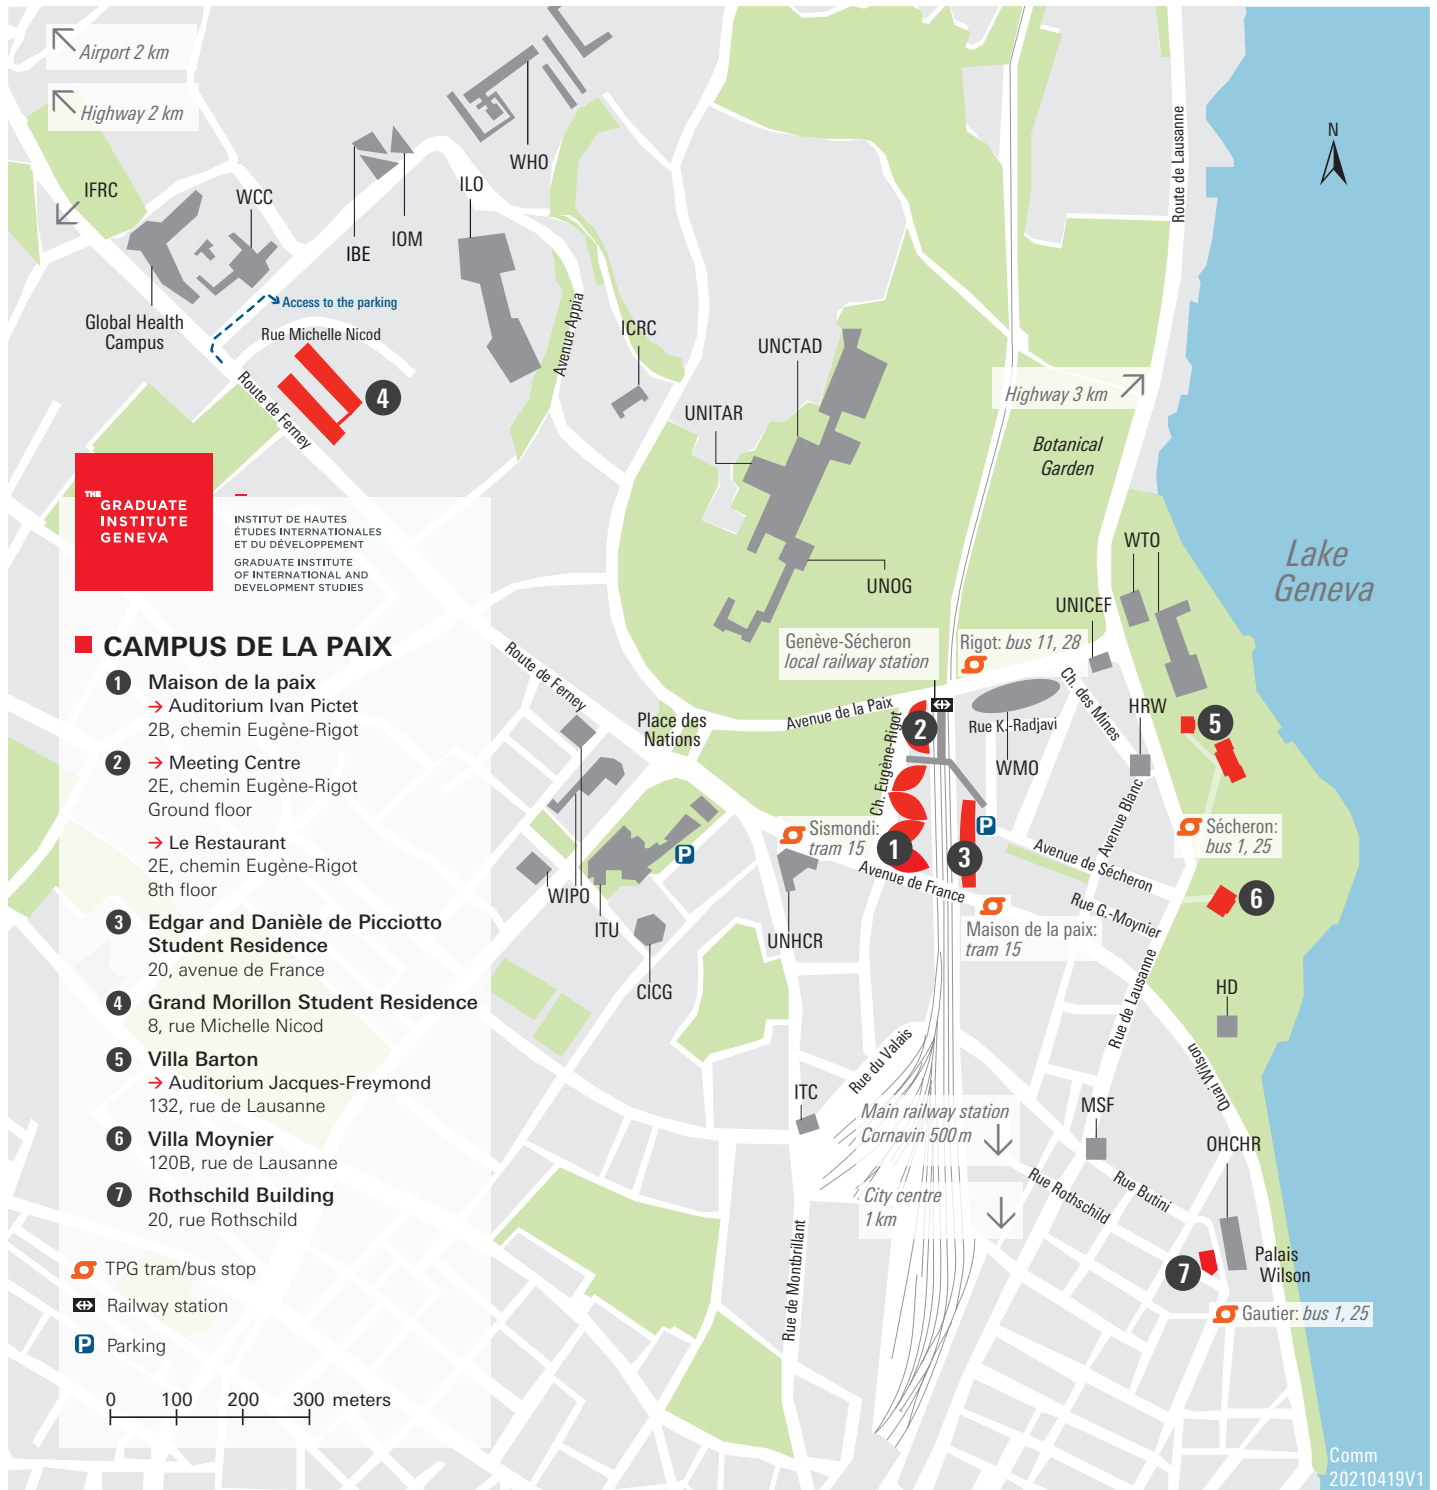 Airport 2 km
Highway 2 km
IFRC
WCC
IBE
IOM
ILO
WHO
Global Health
Campus
Access to the parking
Rue Michelle Nicod
4
Route de Ferney
Avenue Appia
ICRC
UNCTAD
UNITAR
UNOG
Route de Lausanne
N
Highway 3 km
Botanical
Garden
Lake
Geneva
WTO
UNICEF
THE
GRADUATE
INSTITUTE
GENEVA
INSTITUT DE HAUTES
ÉTUDES INTERNATIONALES
ET DU DÉVELOPPEMENT
GRADUATE INSTITUTE
OF INTERNATIONAL AND
DEVELOPMENT STUDIES
CAMPUS DE LA PAIX
1 Maison de la paix
→ Auditorium Ivan Pictet
2B, chemin Eugène-Rigot
2 → Meeting Centre
2E, chemin Eugène-Rigot
Ground floor
→ Le Restaurant
2E, chemin Eugène-Rigot
8th floor
3 Edgar and Danièle de Picciotto
Student Residence
20, avenue de France
4 Grand Morillon Student Residence
8, rue Michelle Nicod
5 Villa Barton
→ Auditorium Jacques-Freymond
132, rue de Lausanne
6 Villa Moynier
120B, rue de Lausanne
7 Rothschild Building
20, rue Rothschild
TPG tram/bus stop
Railway station
P Parking
0 100 200 300 meters
Route de Ferney
Place des
Nations
Genève-Sécheron
local railway station
Rigot: bus 11, 28
Avenue de la Paix
2
Rue K.-Radjavi
Ch. des Mines
HRW
5
WMO
Ch. Eugène-Rigot
Avenue Blanc
Sismondi:
tram 15
1
3
P
P
Avenue de France
Avenue de Sécheron
Sécheron:
bus 1, 25
6
Rue G.-Moynier
Maison de la paix:
tram 15
WIPO
ITU
CICG
UNHCR
HD
Rue de Lausanne
Quai Wilson
Rue du Valais
ITC
Main railway station
Cornavin 500 m
MSF
OHCHR
City centre
1 km
Rue Rothschild
Rue Butini
Rue de Montbrillant
7
Palais
Wilson
Gautier: bus 1, 25
Comm
20210419V1